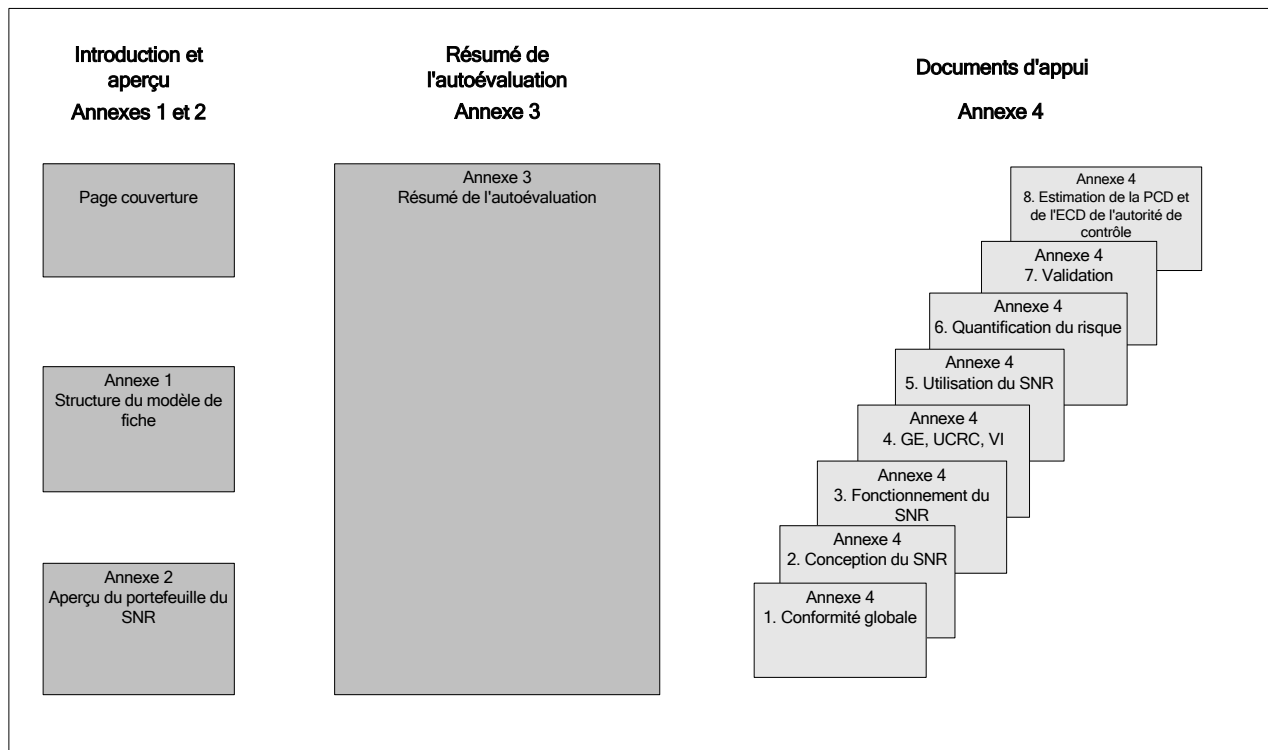 Introduction et
aperçu
Annexes 1 et 2
Résumé de
l'autoévaluation
Annexe 3
Documents d'appui
Annexe 4
Page couverture
Annexe 1
Structure du modèle de
fiche
Annexe 2
Aperçu du portefeuille du
SNR
Annexe 3
Résumé de l'autoévaluation
Annexe 4
8. Estimation de la PCD et
de l'ECD de l'autorité de
contrôle
Annexe 4
7. Validation
Annexe 4
6. Quantification du risque
Annexe 4
5. Utilisation du SNR
Annexe 4
4. GE, UCRC, VI
Annexe 4
3. Fonctionnement du
SNR
Annexe 4
2. Conception du SNR
Annexe 4
1. Conformité globale